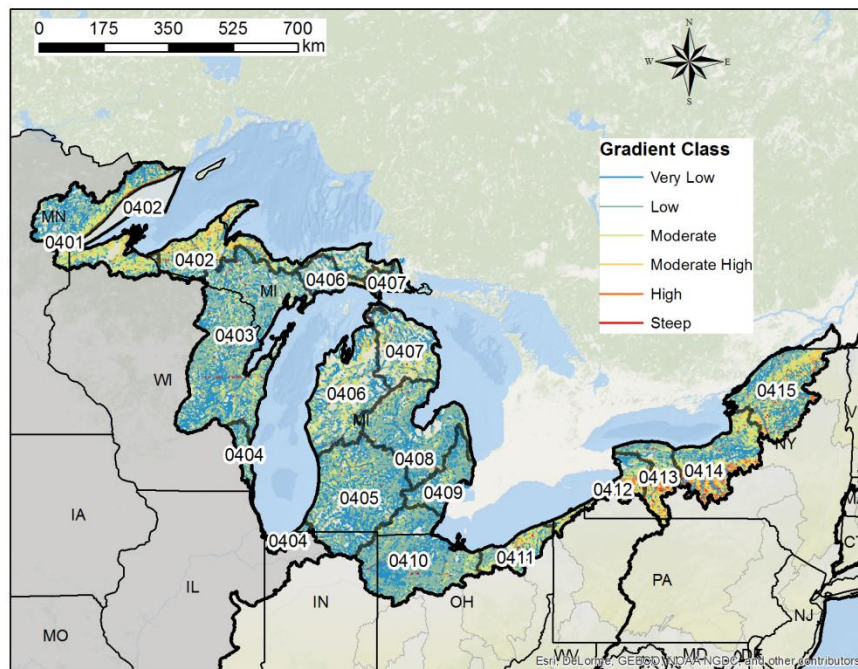 0 175 350 525 700
km
N
W E
S
Gradient Class
Very Low
Low
Moderate
Moderate High
High
Steep
MN
0402
0401
0402
MI
0406
0407
0403
0407
WI
0406
MI
0415
0404
0408
NY
0405
0409
0413
0414
0412
0404
0410
0411
IA
IL
IN
OH
PA
NJ
MO
WV
MD
Esri, DeLorme, GEBCO, NOAA NGDC, and other contributors